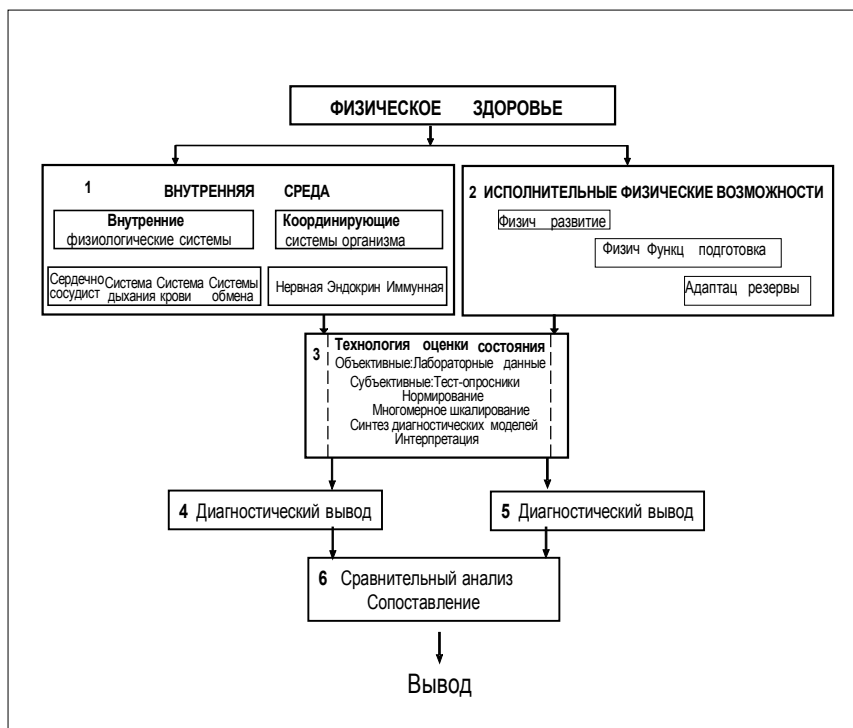 ФИЗИЧЕСКОЕ ЗДОРОВЬЕ
1 ВНУТРЕННЯЯ СРЕДА
Внутренние
физиологические системы
Координирующие
системы организма
Сердечно
сосудист
Система
дыхания
Система
крови
Системы
обмена
Нервная Эндокрин Иммунная
2 ИСПОЛНИТЕЛЬНЫЕ ФИЗИЧЕСКИЕ ВОЗМОЖНОСТИ
Физич развитие
Физич Функц подготовка
Адаптац резервы
3 Технология оценки состояния
Объективные:Лабораторные данные
Субъективные:Тест-опросники
Нормирование
Многомерное шкалирование
Синтез диагностических моделей
Интерпретация
4 Диагностический вывод
5 Диагностический вывод
6 Сравнительный анализ
Сопоставление
Вывод